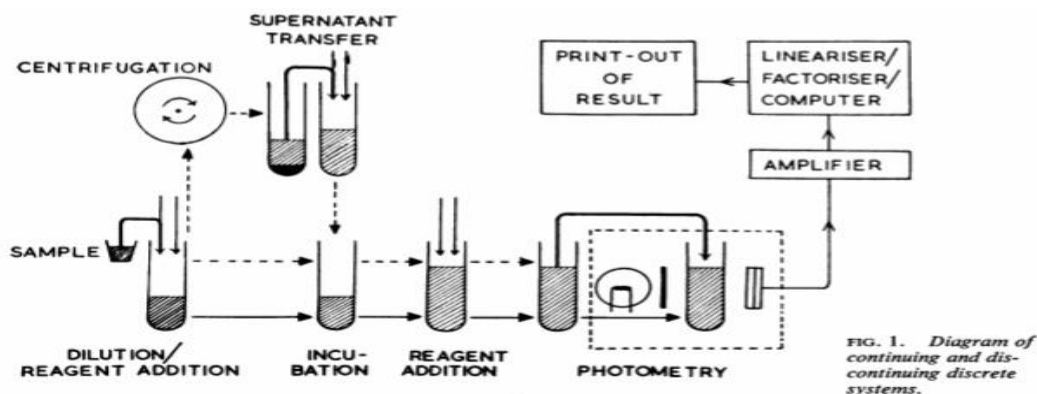 SUPERNATANT
TRANSFER
CENTRIFUGATION
PRINT-OUT
OF
RESULT
LINEARISER/
FACTORISER/
COMPUTER
AMPLIFIER
SAMPLE
DILUTION/
REAGENT ADDITION
INCU-
BATION
REAGENT
ADDITION
PHOTOMETRY
FIG. 1. Diagram of
continuing and dis-
continuing discrete
systems.